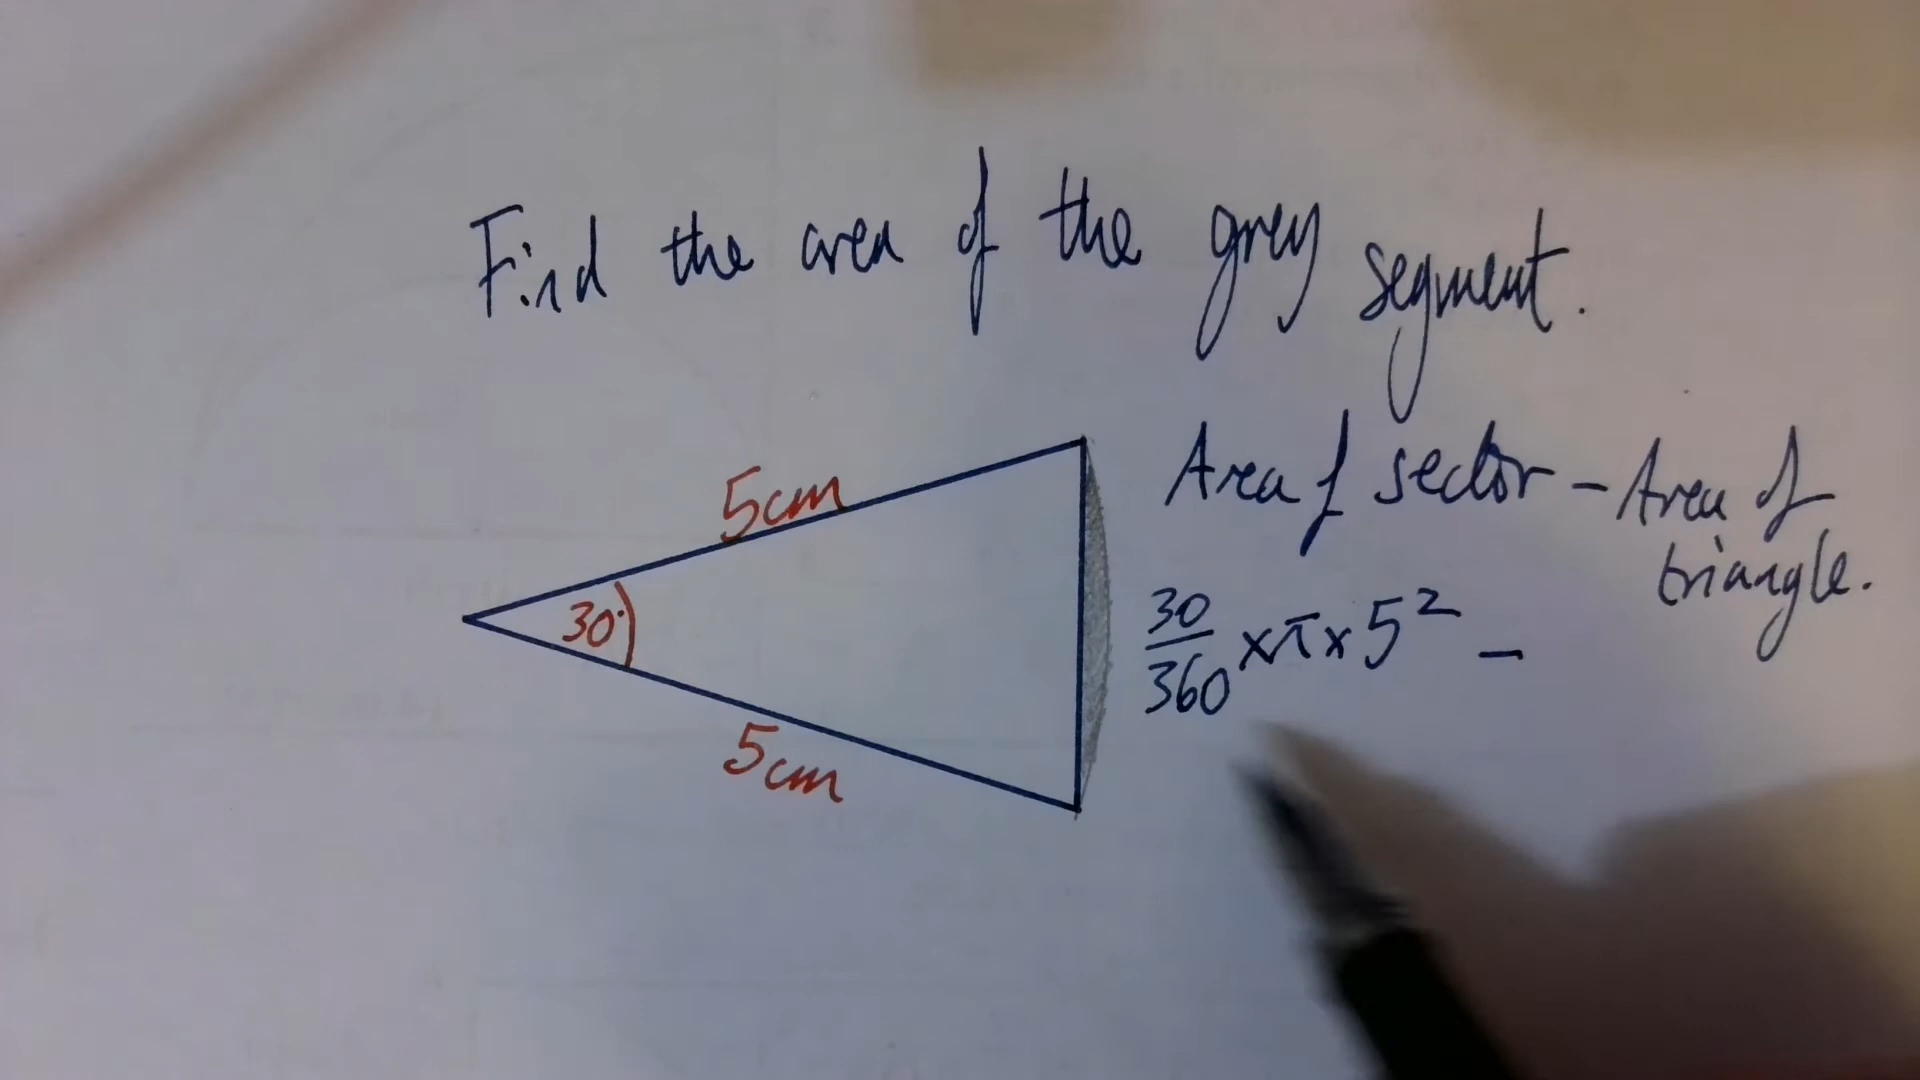 Find the area of the grey segment.
Area of sector - Area of
triangle.
5cm
30°
30/360 × π × 5² -
5cm